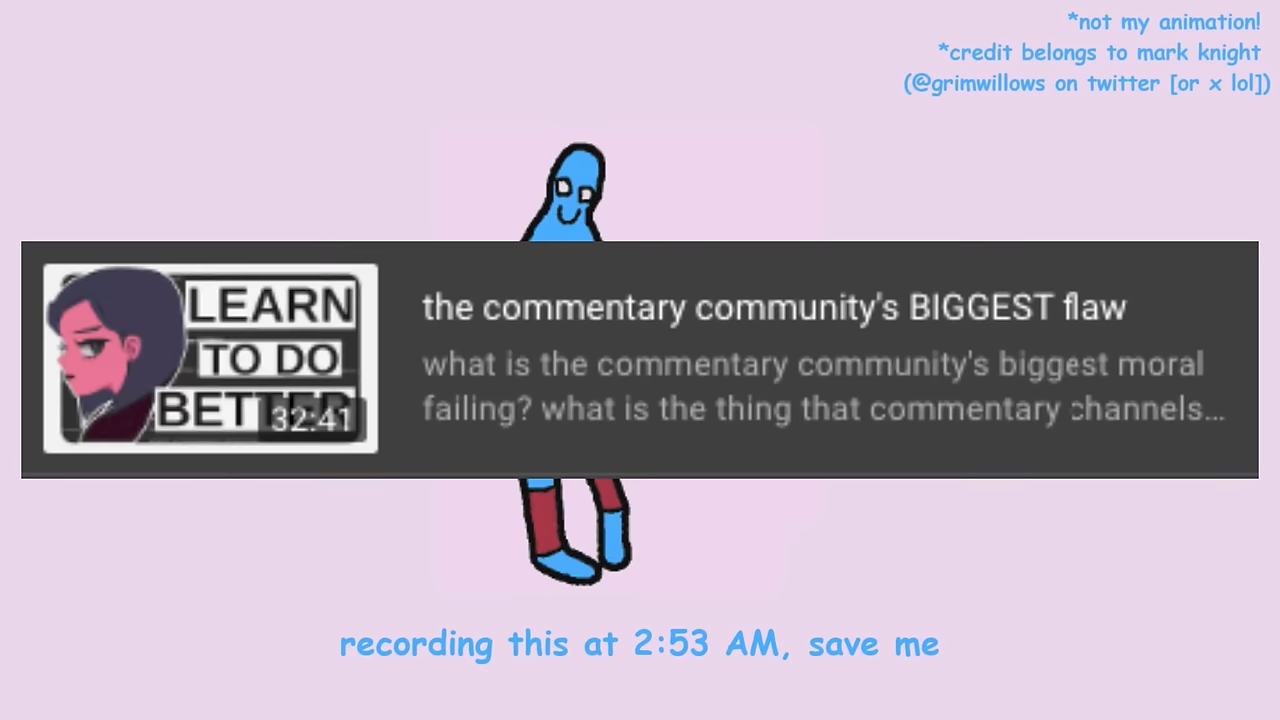 *not my animation!
*credit belongs to mark knight
(@grimwillows on twitter [or x lol])
LEARN
TO DO
BETTER
32:41
the commentary community's BIGGEST flaw
what is the commentary community's biggest moral
failing? what is the thing that commentary channels...
recording this at 2:53 AM, save me